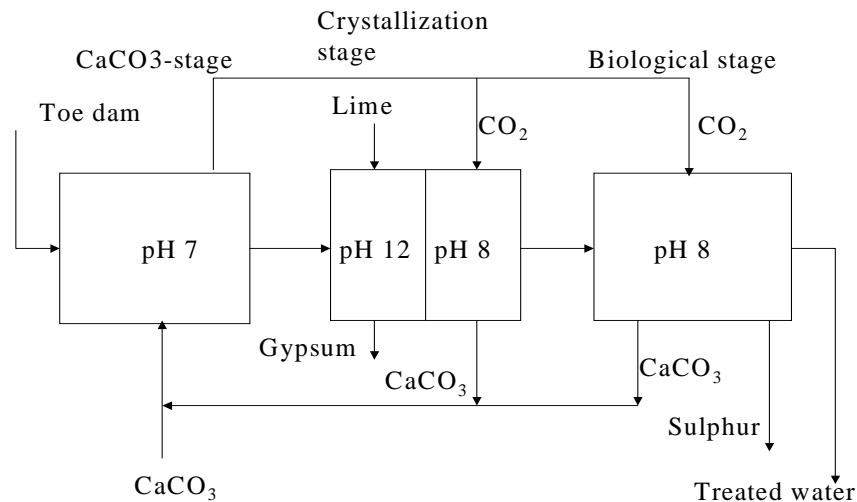 Crystallization
stage
CaCO3-stage
Biological stage
Toe dam
Lime
CO₂
CO₂
pH 7
pH 12
pH 8
pH 8
Gypsum
CaCO₃
CaCO₃
Sulphur
CaCO₃
Treated water